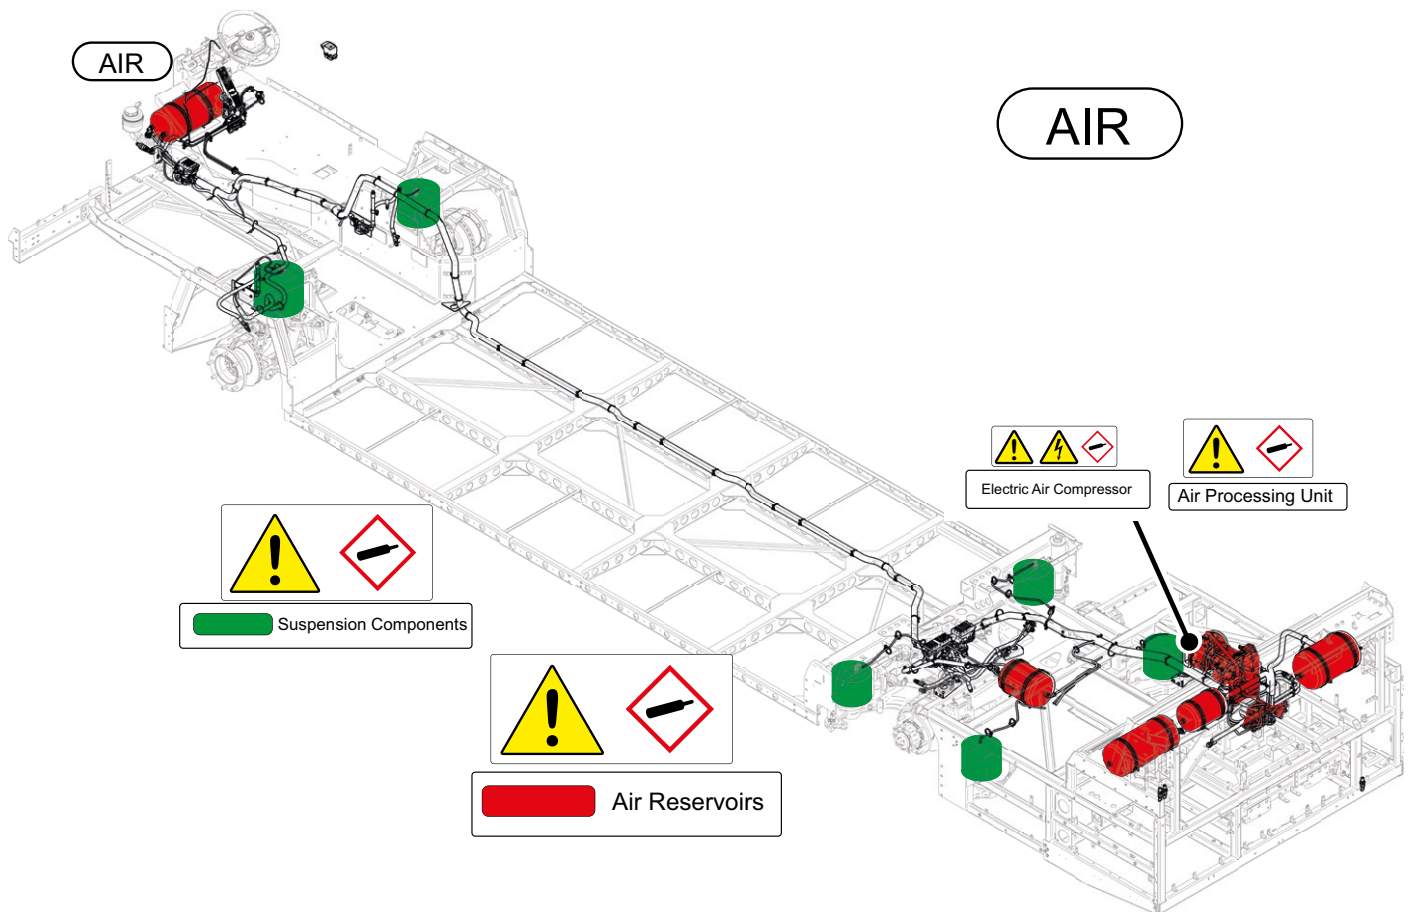 AIR
AIR
Electric Air Compressor
Air Processing Unit
Suspension Components
Air Reservoirs